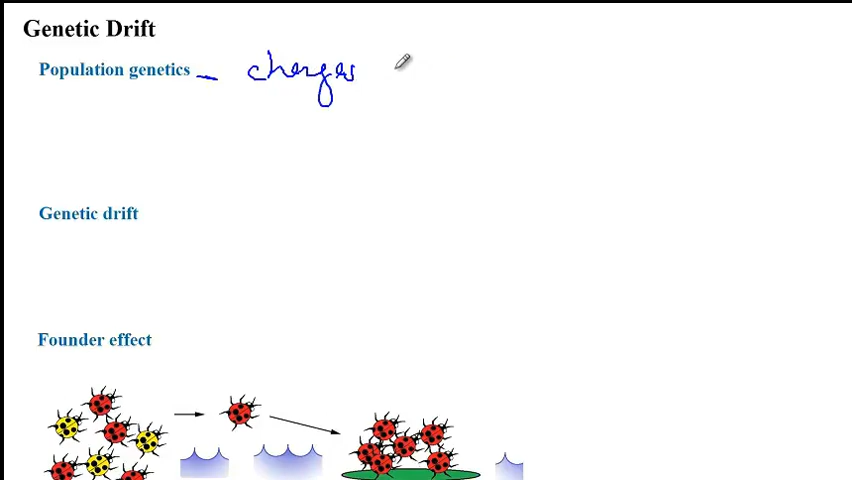 Genetic Drift
Population genetics - changes
Genetic drift
Founder effect